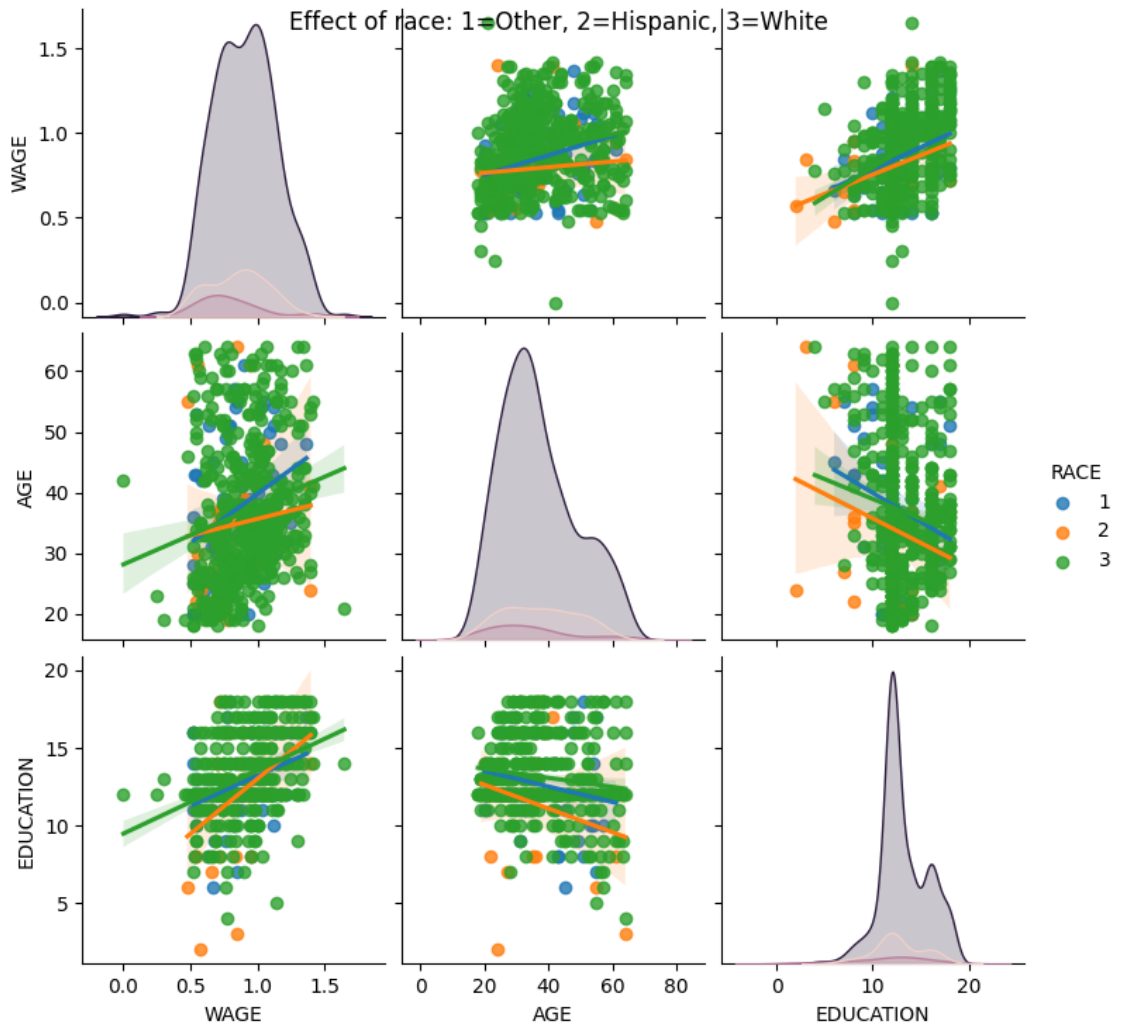 Effect of race: 1=Other, 2=Hispanic, 3=White
1.5
1.0
0.5
0.0
WAGE
60
50
40
30
20
AGE
RACE
1
2
3
20
15
10
5
EDUCATION
0.0 0.5 1.0 1.5
0 20 40 60 80
0 10 20
WAGE
AGE
EDUCATION